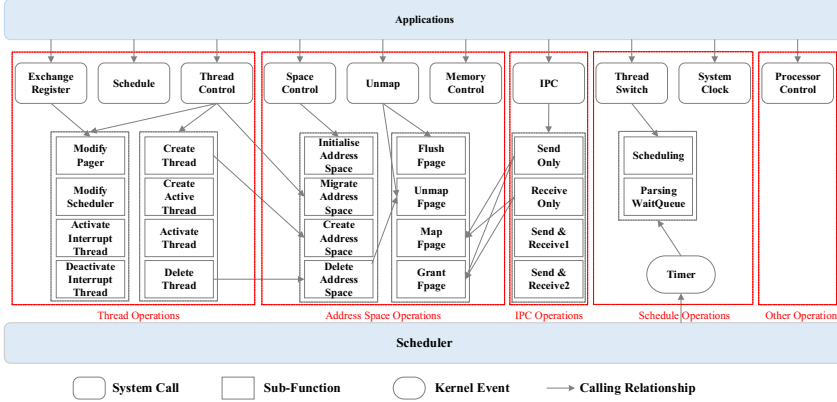 Applications
Exchange
Register
Schedule
Thread
Control
Space
Control
Unmap
Memory
Control
IPC
Thread
Switch
System
Clock
Processor
Control
Modify
Pager
Modify
Scheduler
Activate
Interrupt
Thread
Deactivate
Interrupt
Thread
Create
Thread
Create
Active
Thread
Activate
Thread
Delete
Thread
Initialise
Address
Space
Migrate
Address
Space
Create
Address
Space
Delete
Address
Space
Flush
Fpage
Unmap
Fpage
Map
Fpage
Grant
Fpage
Send
Only
Receive
Only
Send &
Receive1
Send &
Receive2
Scheduling
Parsing
WaitQueue
Timer
Thread Operations
Address Space Operations
IPC Operations
Schedule Operations
Other Operation
Scheduler
System Call
Sub-Function
Kernel Event
Calling Relationship